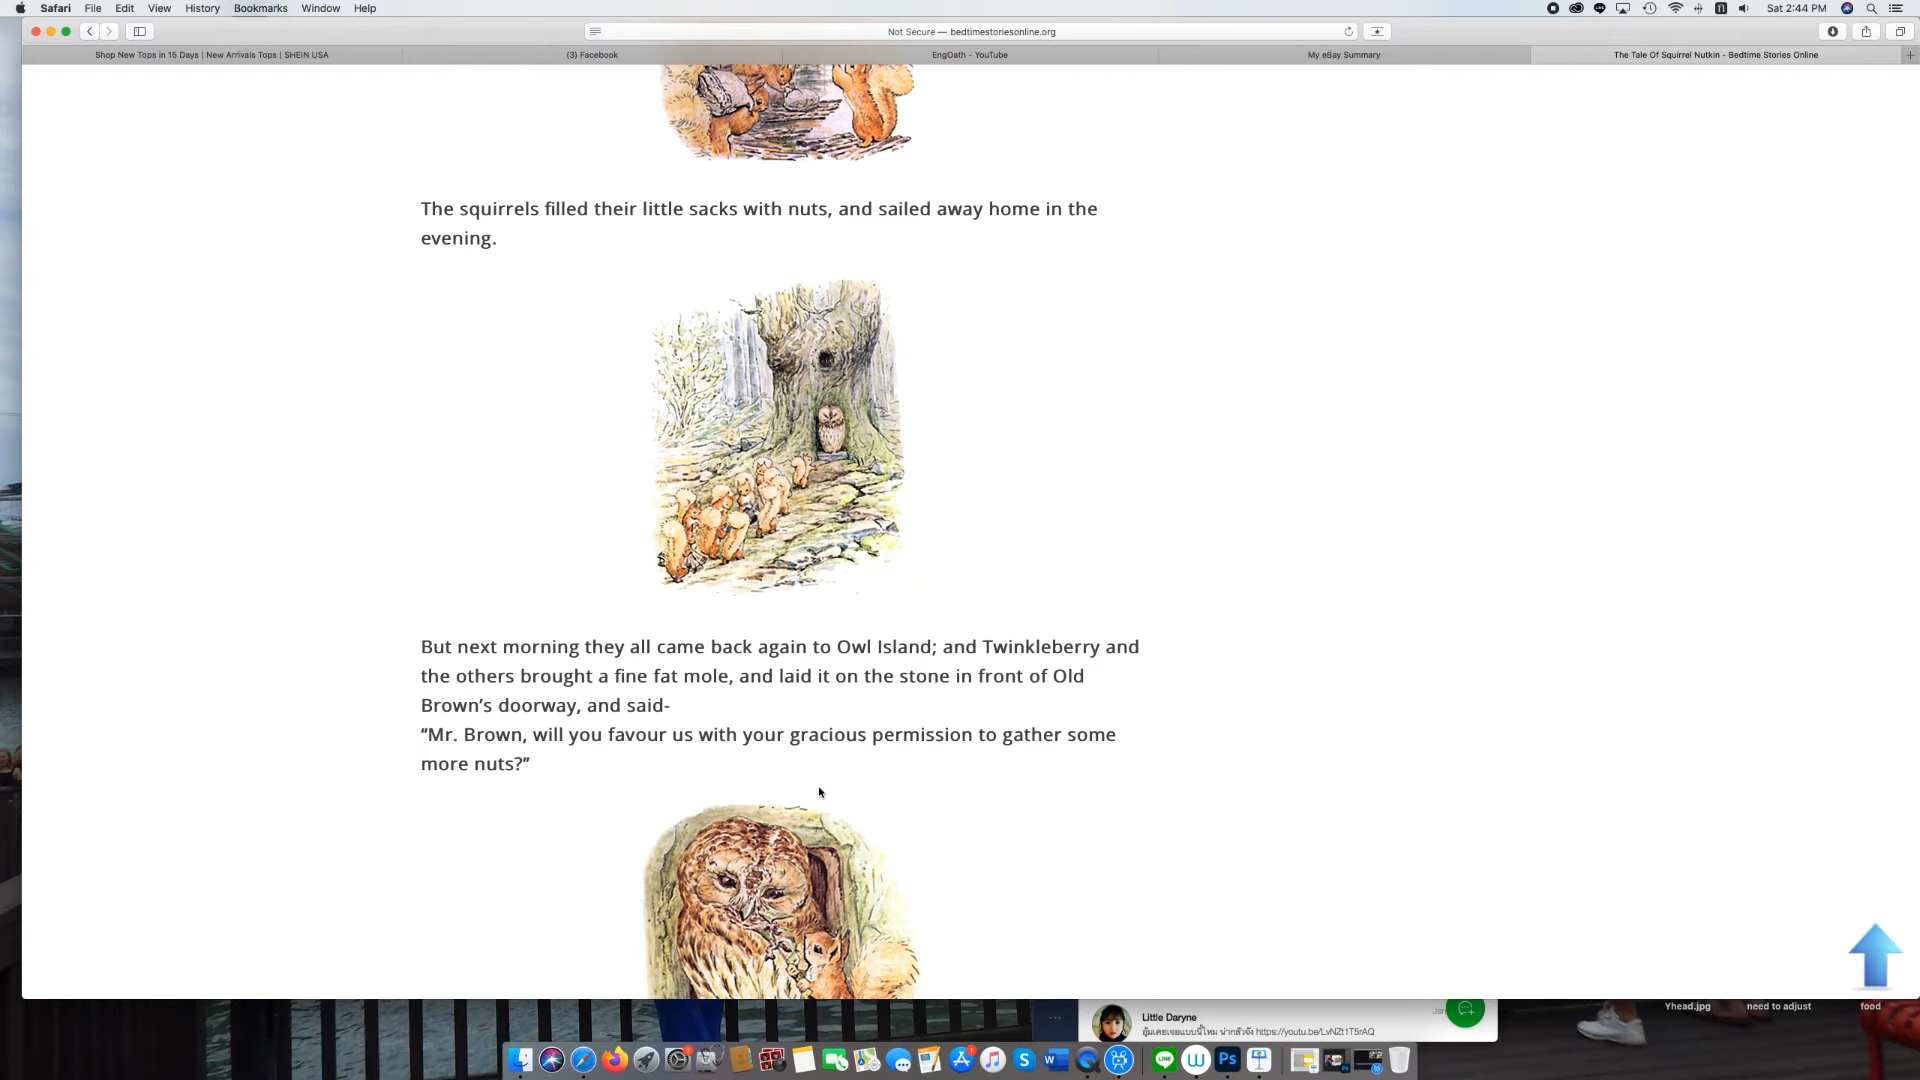 Safari File Edit View History Bookmarks Window Help Sat 2:44 PM
Not Secure — bedtimestoriesonline.org
Shop New Tops in 15 Days | New Arrivals Tops | SHEIN USA (3) Facebook EngOath - YouTube My eBay Summary The Tale Of Squirrel Nutkin - Bedtime Stories Online
The squirrels filled their little sacks with nuts, and sailed away home in the
evening.
But next morning they all came back again to Owl Island; and Twinkleberry and
the others brought a fine fat mole, and laid it on the stone in front of Old
Brown’s doorway, and said-
“Mr. Brown, will you favour us with your gracious permission to gather some
more nuts?”
Yhead.jpg need to adjust food
Little Daryne
https://youtu.be/LvNZt1T5rAQ